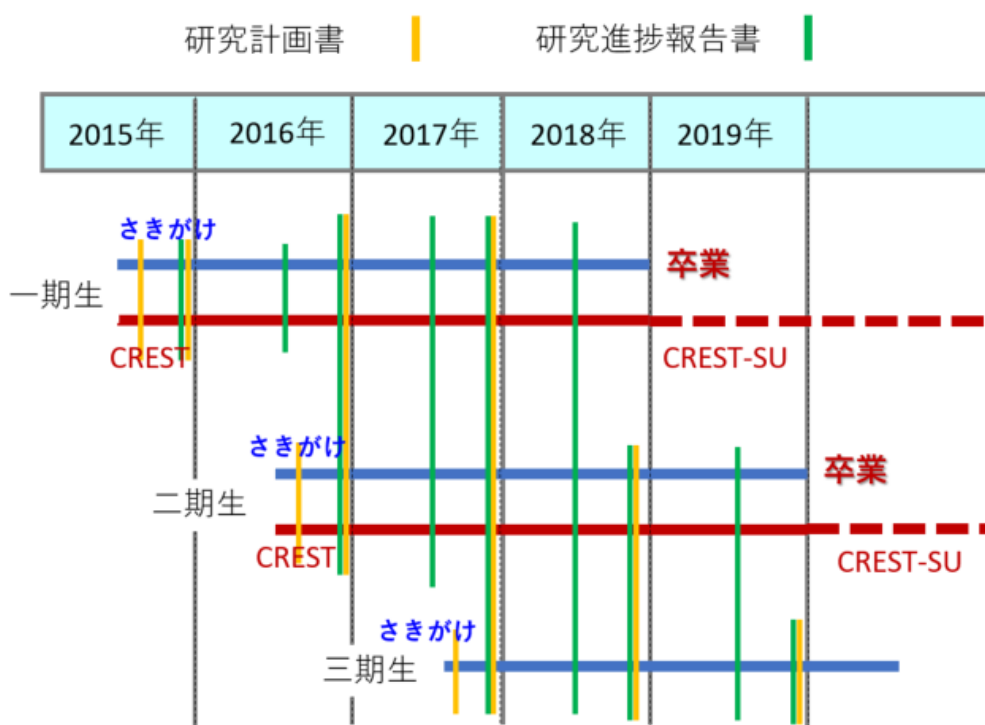 研究計画書 研究進捗報告書
2015年 2016年 2017年 2018年 2019年
さきがけ
卒業
一期生
CREST CREST-SU
さきがけ
卒業
二期生
CREST CREST-SU
さきがけ
三期生